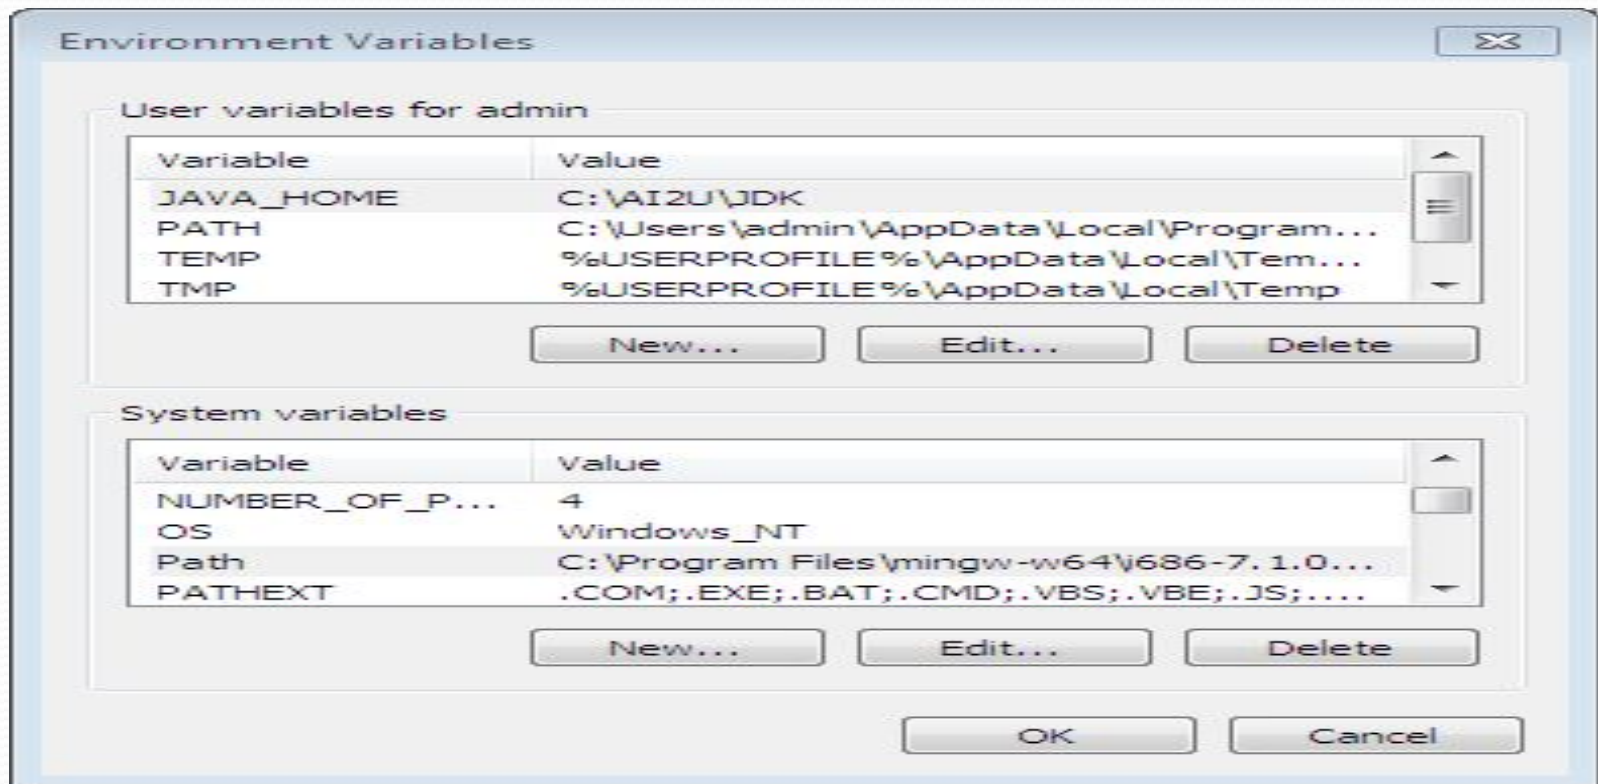 Environment Variables
User variables for admin
Variable Value
JAVA_HOME C:\AI2U\JDK
PATH C:\Users\admin\AppData\Local\Program...
TEMP %USERPROFILE%\AppData\Local\Tem...
TMP %USERPROFILE%\AppData\Local\Temp
New... Edit... Delete
System variables
Variable Value
NUMBER_OF_P... 4
OS Windows_NT
Path C:\Program Files\mingw-w64\i686-7.1.0...
PATHEXT .COM;.EXE;.BAT;.CMD;.VBS;.VBE;.JS;....
New... Edit... Delete
OK Cancel